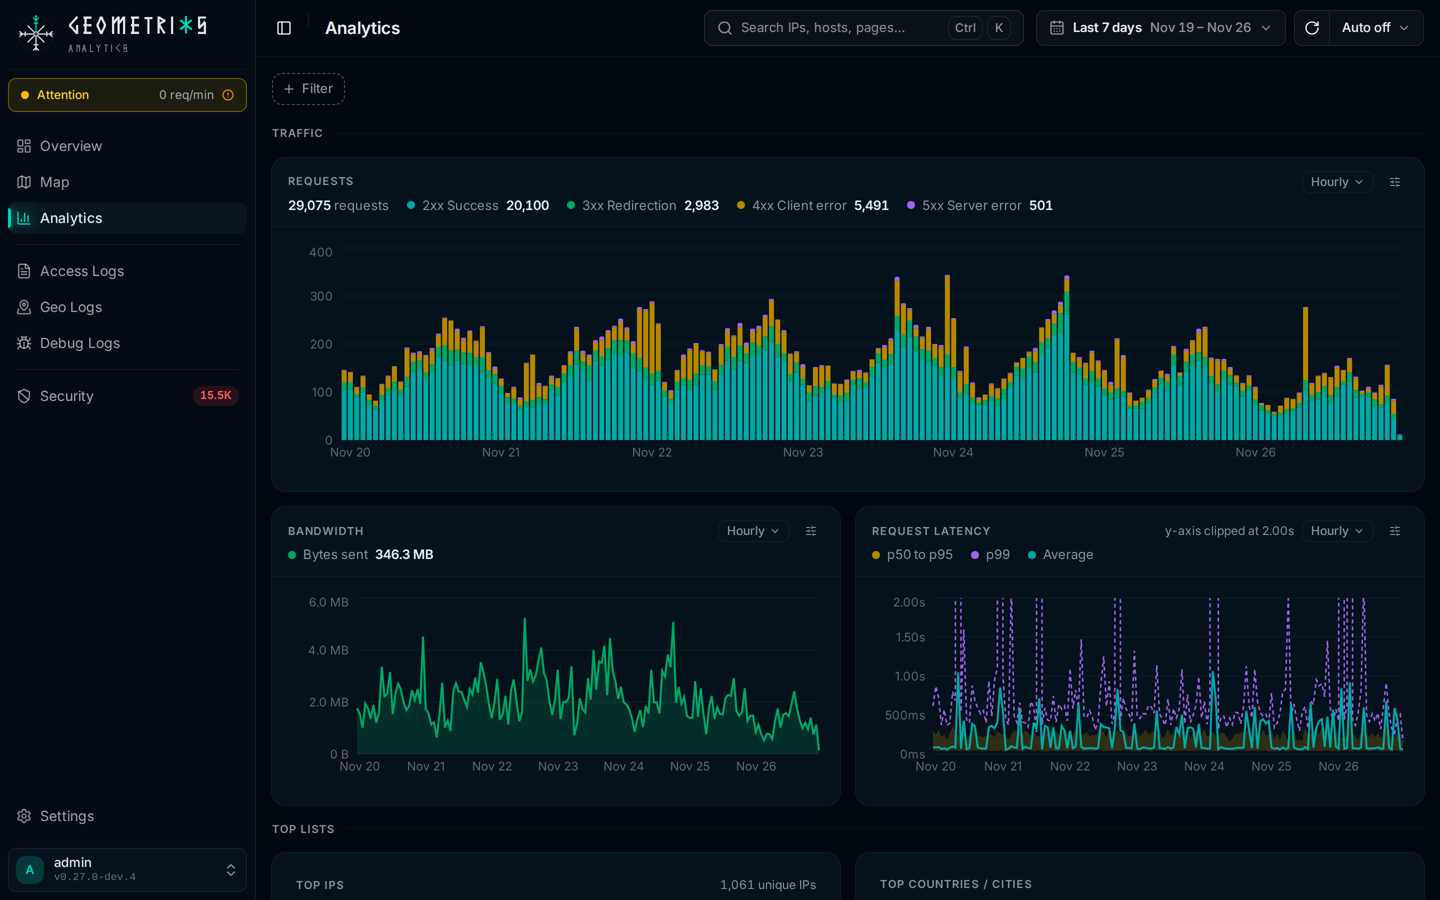 GEOMETRIKS
ANALYTICS
Analytics
Search IPs, hosts, pages... Ctrl K
Last 7 days Nov 19 – Nov 26
Auto off
Attention 0 req/min
Overview
Map
Analytics
Access Logs
Geo Logs
Debug Logs
Security 15.5K
Settings
A admin
v0.27.0-dev.4
+ Filter
TRAFFIC
REQUESTS Hourly
29,075 requests 2xx Success 20,100 3xx Redirection 2,983 4xx Client error 5,491 5xx Server error 501
400
300
200
100
0
Nov 20 Nov 21 Nov 22 Nov 23 Nov 24 Nov 25 Nov 26
BANDWIDTH Hourly
Bytes sent 346.3 MB
6.0 MB
4.0 MB
2.0 MB
0 B
Nov 20 Nov 21 Nov 22 Nov 23 Nov 24 Nov 25 Nov 26
REQUEST LATENCY y-axis clipped at 2.00s Hourly
p50 to p95 p99 Average
2.00s
1.50s
1.00s
500ms
0ms
Nov 20 Nov 21 Nov 22 Nov 23 Nov 24 Nov 25 Nov 26
TOP LISTS
TOP IPS 1,061 unique IPs
TOP COUNTRIES / CITIES